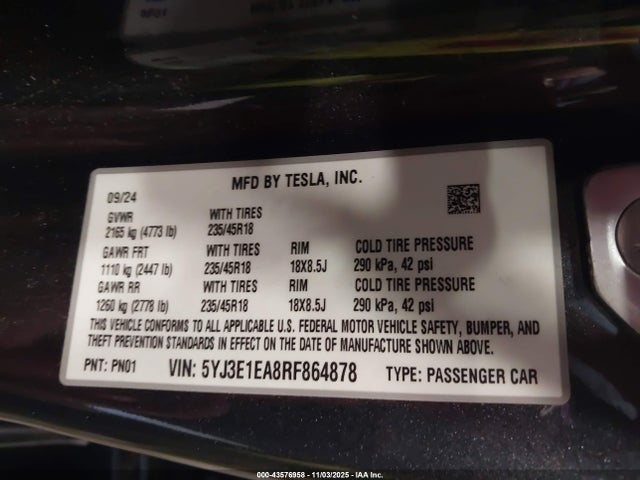 MFD BY TESLA, INC.
09/24
GVWR WITH TIRES
2165 kg (4773 lb) 235/45R18
GAWR FRT WITH TIRES RIM COLD TIRE PRESSURE
1110 kg (2447 lb) 235/45R18 18X8.5J 290 kPa, 42 psi
GAWR RR WITH TIRES RIM COLD TIRE PRESSURE
1260 kg (2778 lb) 235/45R18 18X8.5J 290 kPa, 42 psi
THIS VEHICLE CONFORMS TO ALL APPLICABLE U.S. FEDERAL MOTOR VEHICLE SAFETY, BUMPER, AND
THEFT PREVENTION STANDARDS IN EFFECT ON THE DATE OF MANUFACTURE SHOWN ABOVE.
PNT: PN01 VIN: 5YJ3E1EA8RF864878 TYPE: PASSENGER CAR
000-43576958 - 11/03/2025 - IAA Inc.